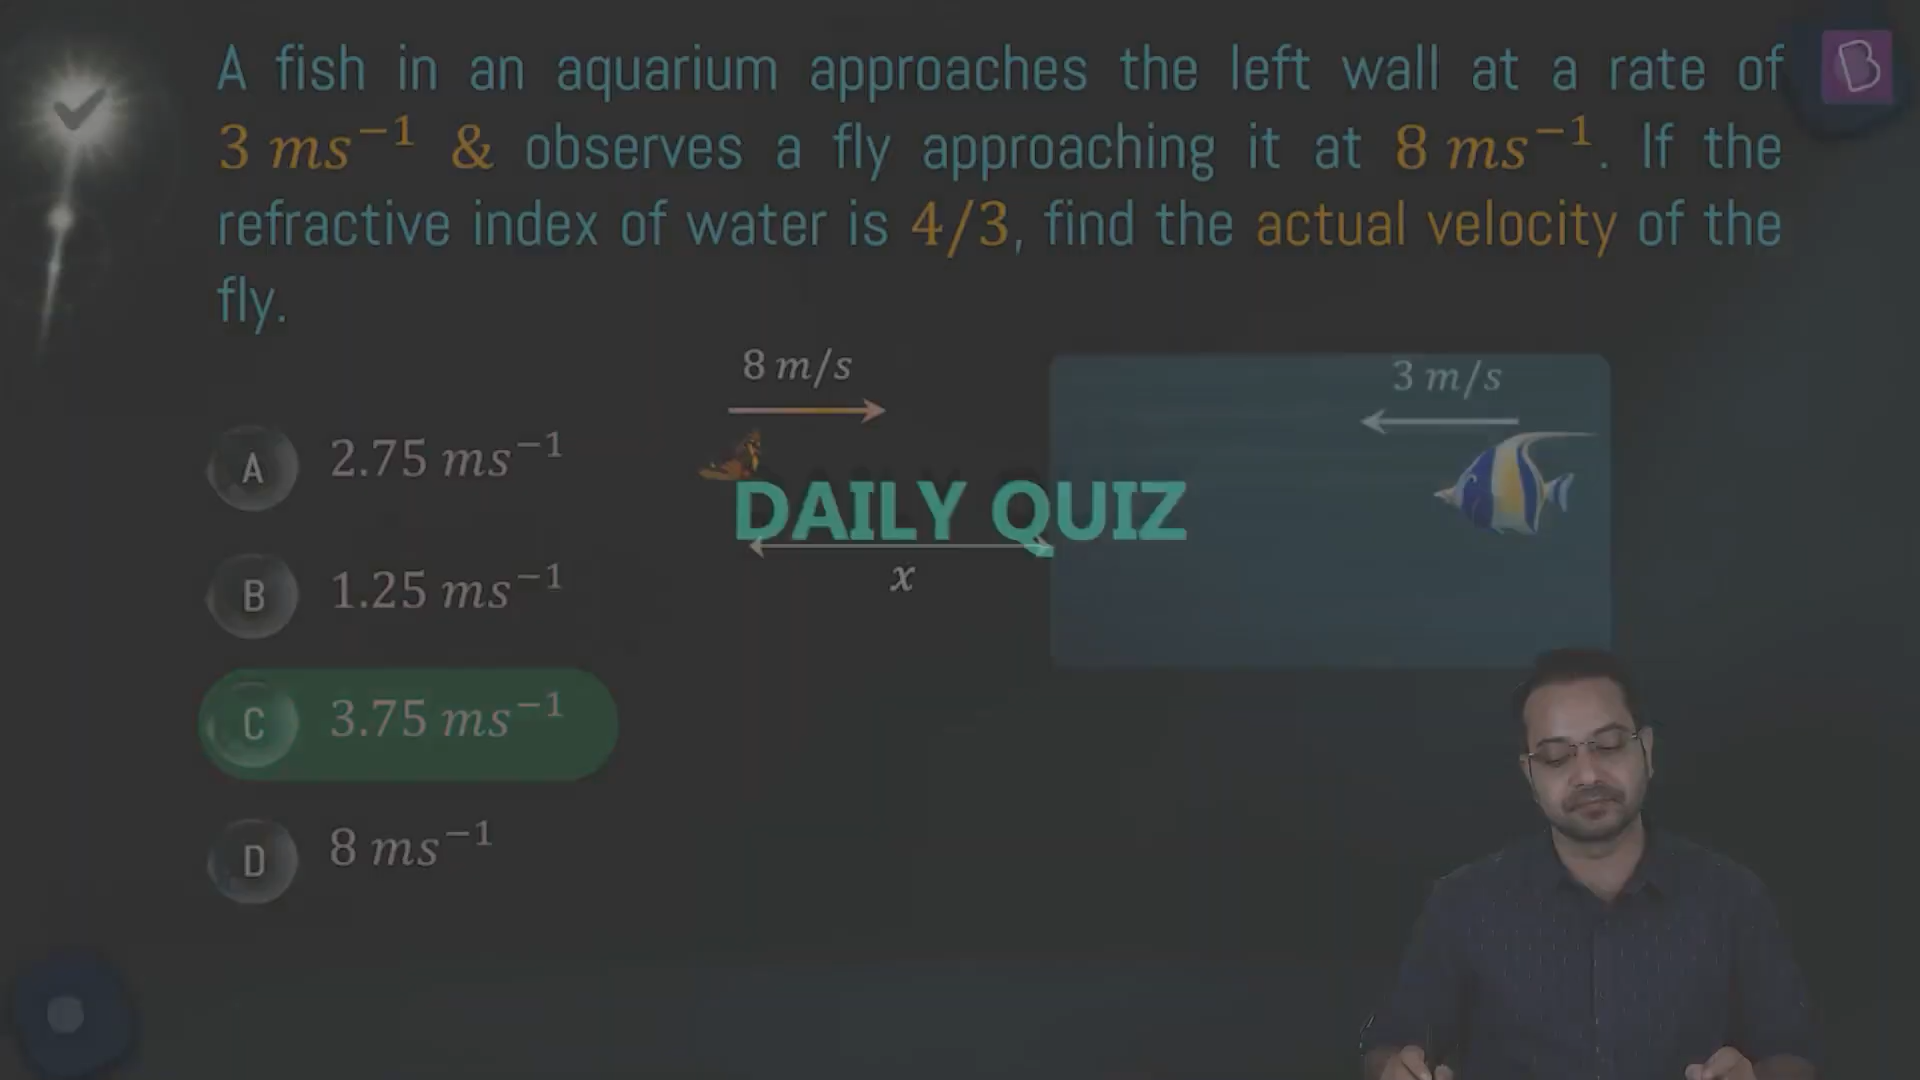 A fish in an aquarium approaches the left wall at a rate of
3 ms⁻¹ & observes a fly approaching it at 8 ms⁻¹. If the
refractive index of water is 4/3, find the actual velocity of the
fly.
8 m/s
3 m/s
A 2.75 ms⁻¹
DAILY QUIZ
x
B 1.25 ms⁻¹
C 3.75 ms⁻¹
D 8 ms⁻¹